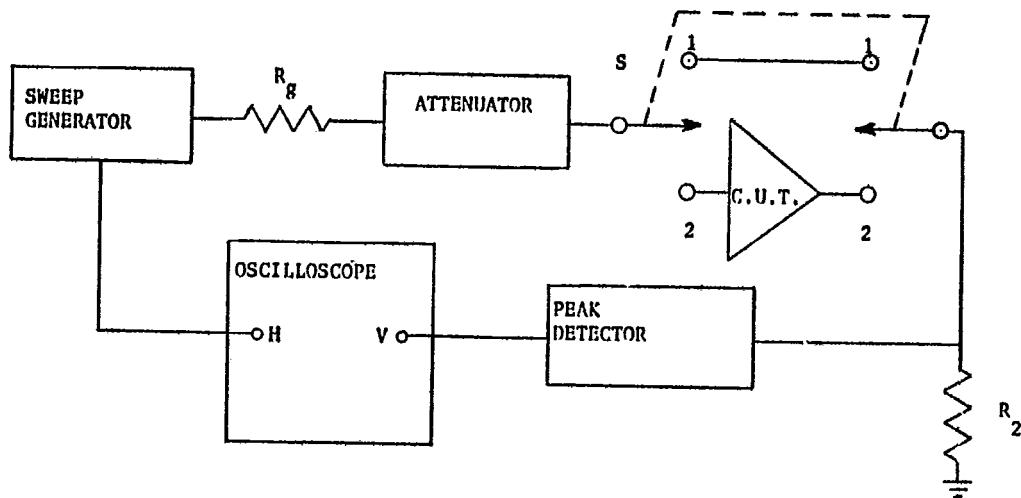 S
1
1
R
g
SWEEP
GENERATOR
ATTENUATOR
C.U.T.
2
2
OSCILLOSCOPE
H
V
PEAK
DETECTOR
R
2